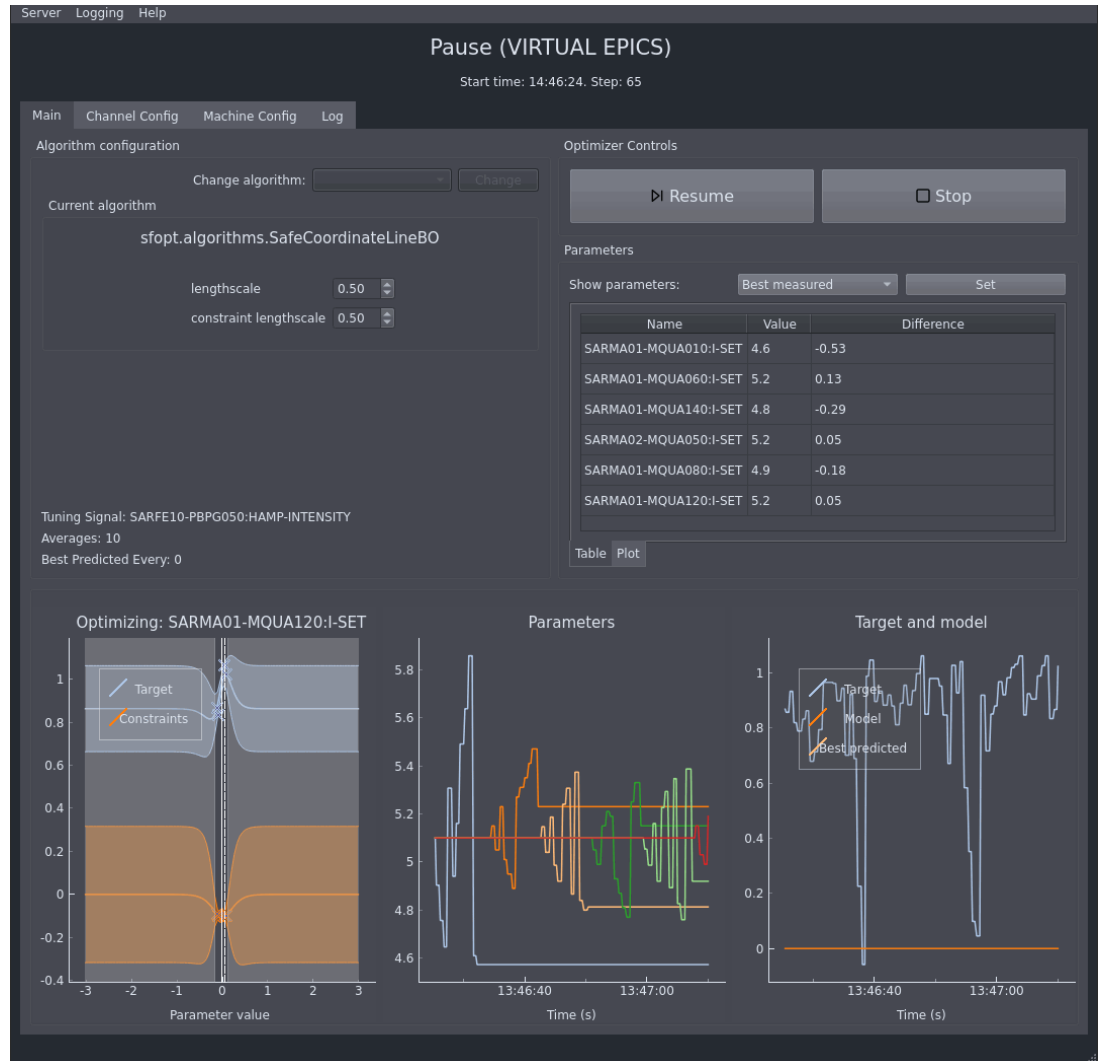 Server Logging Help
Pause (VIRTUAL EPICS)
Start time: 14:46:24. Step: 65
Main Channel Config Machine Config Log
Algorithm configuration
Change algorithm: Change
Current algorithm
sfopt.algorithms.SafeCoordinateLineBO
lengthscale 0.50
constraint lengthscale 0.50
Tuning Signal: SARFE10-PBPG050:HAMP-INTENSITY
Averages: 10
Best Predicted Every: 0
Optimizer Controls
Resume Stop
Parameters
Show parameters: Best measured Set
Name Value Difference
SARMA01-MQUA010:I-SET 4.6 -0.53
SARMA01-MQUA060:I-SET 5.2 0.13
SARMA01-MQUA140:I-SET 4.8 -0.29
SARMA02-MQUA050:I-SET 5.2 0.05
SARMA01-MQUA080:I-SET 4.9 -0.18
SARMA01-MQUA120:I-SET 5.2 0.05
Table Plot
Optimizing: SARMA01-MQUA120:I-SET
Target
Constraints
1
0.8
0.6
0.4
0.2
0
-0.2
-0.4
-3 -2 -1 0 1 2 3
Parameter value
Parameters
5.8
5.6
5.4
5.2
5
4.8
4.6
13:46:40 13:47:00
Time (s)
Target and model
Target
Model
Best predicted
1
0.8
0.6
0.4
0.2
0
13:46:40 13:47:00
Time (s)